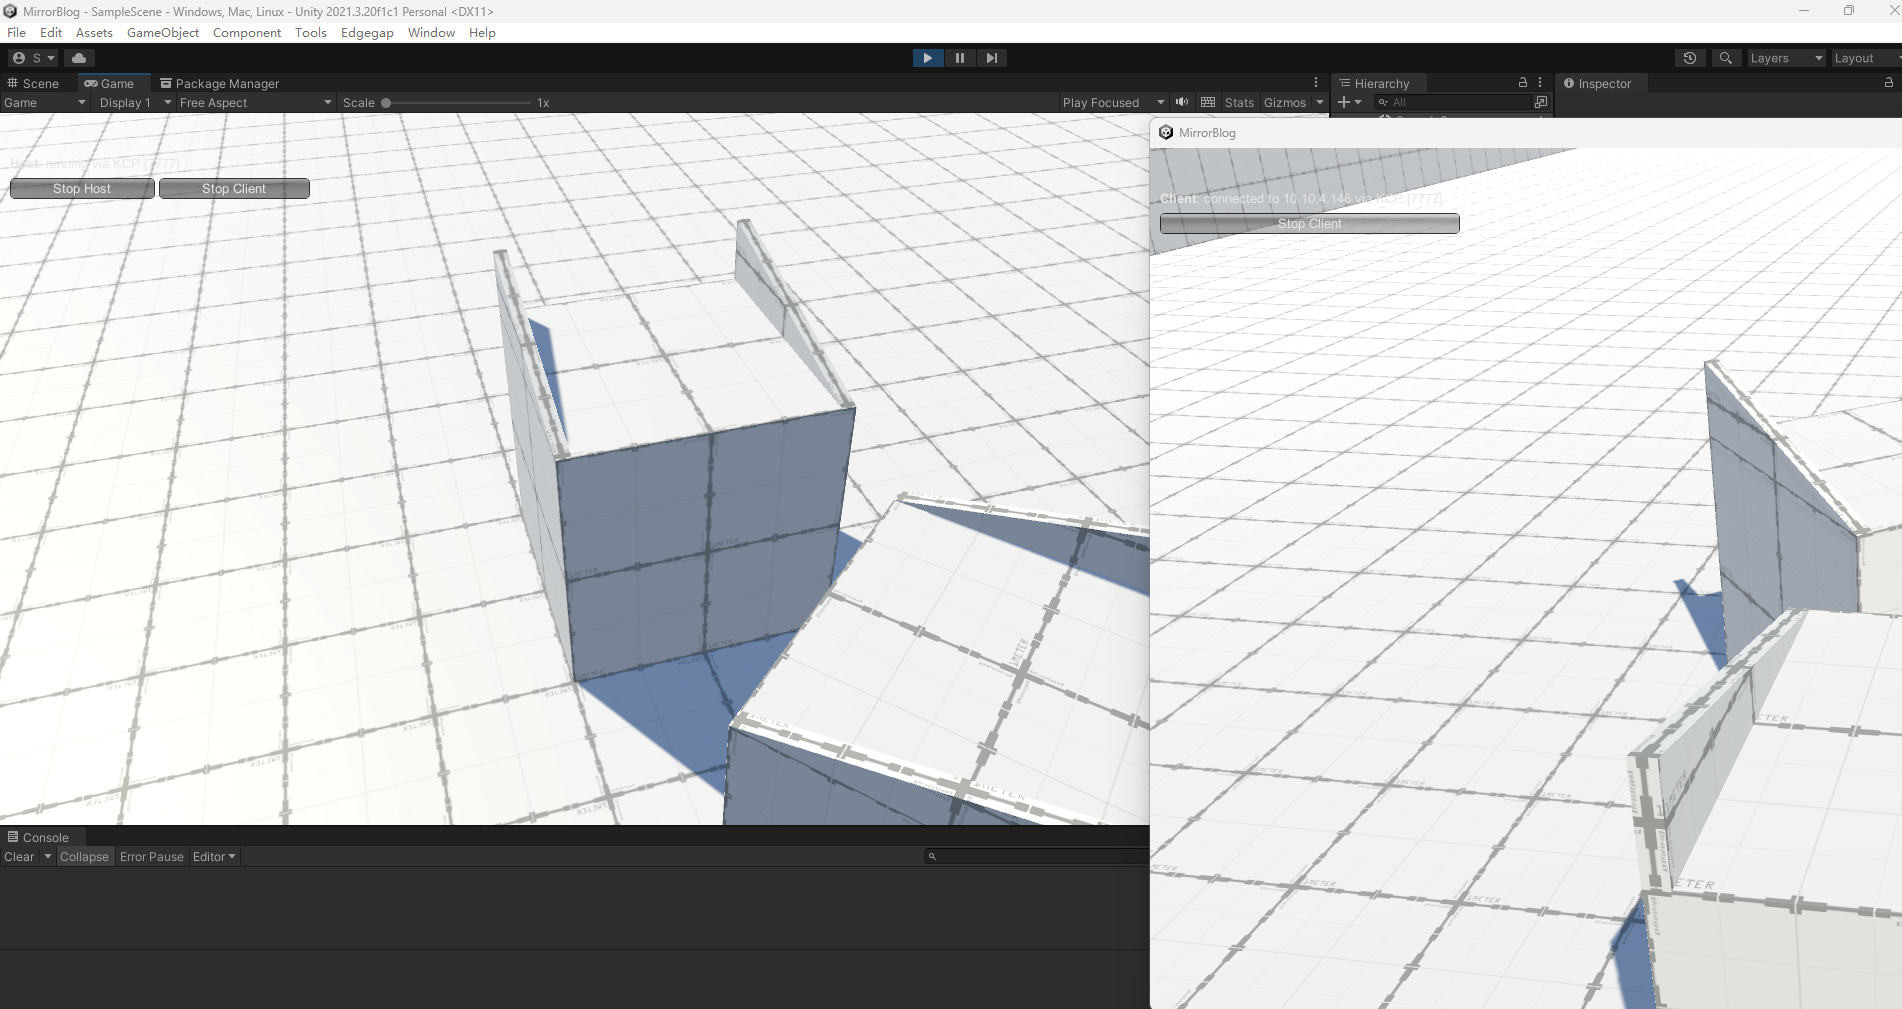 MirrorBlog - SampleScene - Windows, Mac, Linux - Unity 2021.3.20f1c1 Personal <DX11>
File Edit Assets GameObject Component Tools Edgegap Window Help
S Layers Layout
Scene Game Package Manager Hierarchy Inspector
Game Display 1 Free Aspect Scale 1x Play Focused Stats Gizmos All
MirrorBlog
Host: running via KCP [7777]
Stop Host Stop Client
Client: connected to 10.10.4.146 via KCP [7777]
Stop Client
1METER
METER
Console
Clear Collapse Error Pause Editor